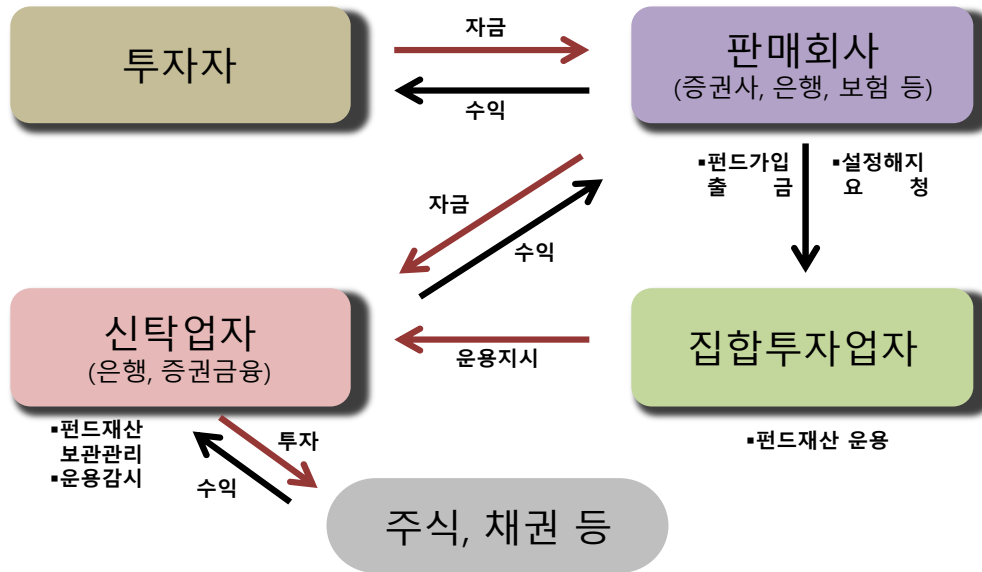 투자자
자금
수익
판매회사
(증권사, 은행, 보험 등)
▪펀드가입
출 금
▪설정해지
요 청
자금
수익
신탁업자
(은행, 증권금융)
운용지시
집합투자업자
▪펀드재산
보관관리
▪운용감시
투자
수익
▪펀드재산 운용
주식, 채권 등